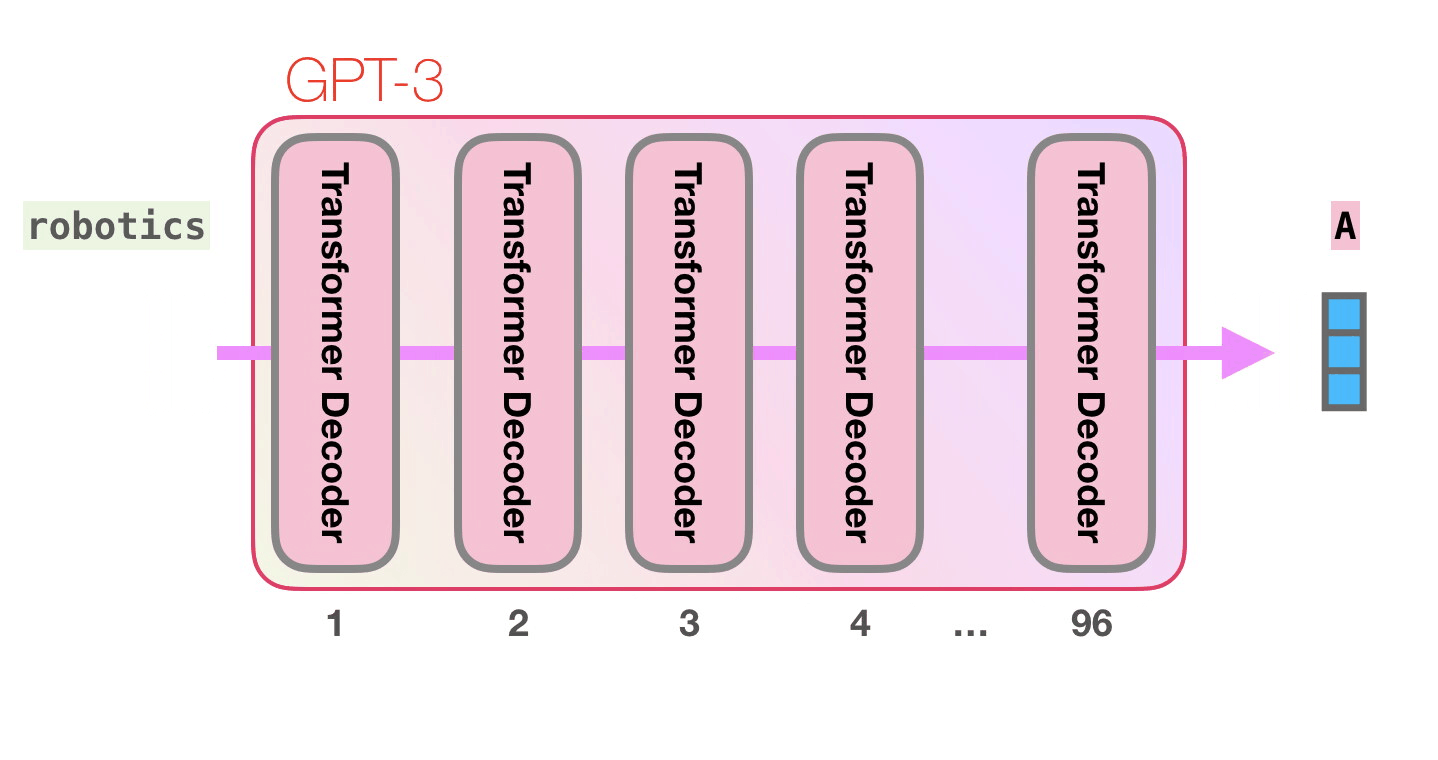 GPT-3
robotics
Transformer Decoder
Transformer Decoder
Transformer Decoder
Transformer Decoder
Transformer Decoder
A
1 2 3 4 ... 96